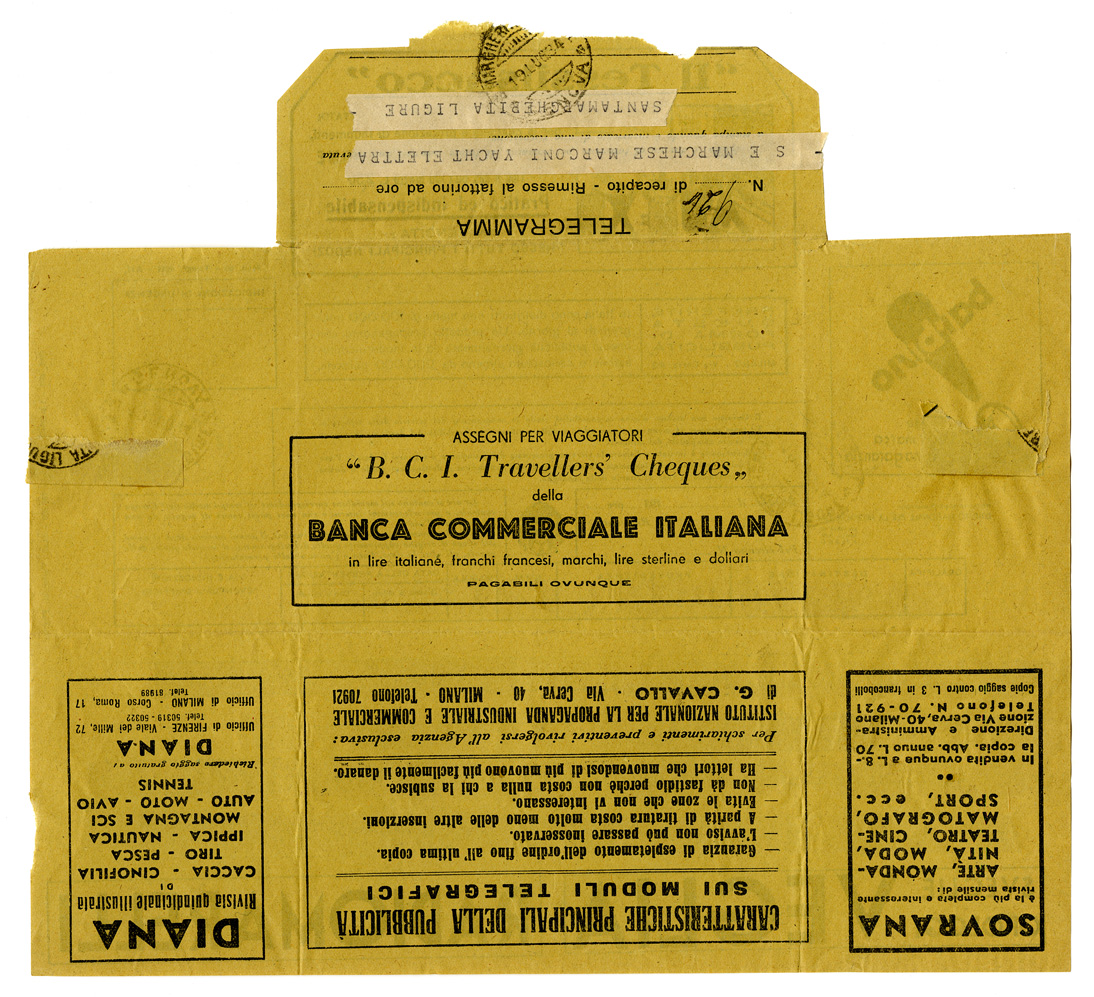 TELEGRAMMA
924
N. di recapito - Rimesso al fattorino ad ore
S E MARCHESE MARCONI YACHT ELETTRA
SANTAMARGHERITA LIGURE -
ASSEGNI PER VIAGGIATORI
“B. C. I. Travellers’ Cheques„
della
BANCA COMMERCIALE ITALIANA
in lire italiane, franchi francesi, marchi, lire sterline e dollari
PAGABILI OVUNQUE
SOVRANA
è la più completa e interessante
rivista mensile di:
ARTE, MONDA-
NITÀ, MODA,
TEATRO, CINE-
MATOGRAFO,
SPORT, ecc.
In vendita ovunque a L. 8.-
la copia. Abb. annuo L. 70
Direzione e Amministra-
zione Via Cerva, 40-Milano
Telefono N. 70-921
Copie saggio contro L. 3 in francobolli
CARATTERISTICHE PRINCIPALI DELLA PUBBLICITÀ
SUI MODULI TELEGRAFICI
— Garanzia di espletamento dell'ordine fino all'ultima copia.
— L'avviso non può passare inosservato.
— A parità di tiratura costa molto meno delle altre inserzioni.
— Evita le zone che non vi interessano.
— Non dà fastidio perchè non costa nulla a chi la subisce.
— Ha lettori che muovendosi di più muovono più facilmente il danaro.
Per schiarimenti e preventivi rivolgersi all'Agenzia esclusiva:
ISTITUTO NAZIONALE PER LA PROPAGANDA INDUSTRIALE E COMMERCIALE
di G. CAVALLO - Via Cerva, 40 - MILANO - Telefono 70921
DIANA
Rivista quindicinale illustrata
DI
CACCIA - CINOFILIA
TIRO - PESCA
IPPICA - NAUTICA
MONTAGNA E SCI
AUTO - MOTO - AVIO
TENNIS
Richiedere saggio gratuito a:
DIANA
Ufficio di FIRENZE - Viale dei Mille, 72
Telef. 50319 - 50322
Ufficio di MILANO - Corso Roma, 17
Telef. 81989